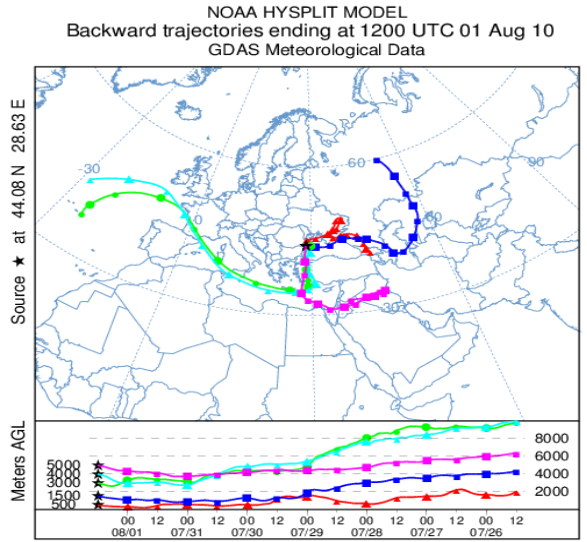 NOAA HYSPLIT MODEL
Backward trajectories ending at 1200 UTC 01 Aug 10
GDAS Meteorological Data
Source ★ at 44.08 N 28.63 E
-30
0
60
90
Meters AGL
5000
4000
3000
1500
500
8000
6000
4000
2000
00 12 00 12 00 12 00 12 00 12 00 12 00 12
08/01 07/31 07/30 07/29 07/28 07/27 07/26